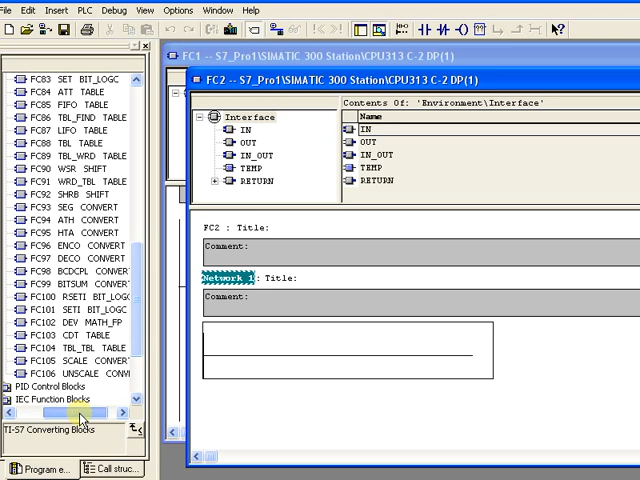 File Edit Insert PLC Debug View Options Window Help
FC1 -- S7_Pro1\SIMATIC 300 Station\CPU313 C-2 DP(1)
FC2 -- S7_Pro1\SIMATIC 300 Station\CPU313 C-2 DP(1)
FC83 SET BIT_LOGC
FC84 ATT TABLE
FC85 FIFO TABLE
FC86 TBL_FIND TABLE
FC87 LIFO TABLE
FC88 TBL TABLE
FC89 TBL_WRD TABLE
FC90 WSR SHIFT
FC91 WRD_TBL TABLE
FC92 SHRB SHIFT
FC93 SEG CONVERT
FC94 ATH CONVERT
FC95 HTA CONVERT
FC96 ENCO CONVERT
FC97 DECO CONVERT
FC98 BCDCPL CONVER
FC99 BITSUM CONVER
FC100 RSETI BIT_LOGC
FC101 SETI BIT_LOGC
FC102 DEV MATH_FP
FC103 CDT TABLE
FC104 TBL_TBL TABLE
FC105 SCALE CONVER
FC106 UNSCALE CONV
PID Control Blocks
IEC Function Blocks
TI-S7 Converting Blocks
Program e...
Call struc...
Interface
IN
OUT
IN_OUT
TEMP
RETURN
Contents Of: 'Environment\Interface'
Name
IN
OUT
IN_OUT
TEMP
RETURN
FC2 : Title:
Comment:
Network 1: Title:
Comment: